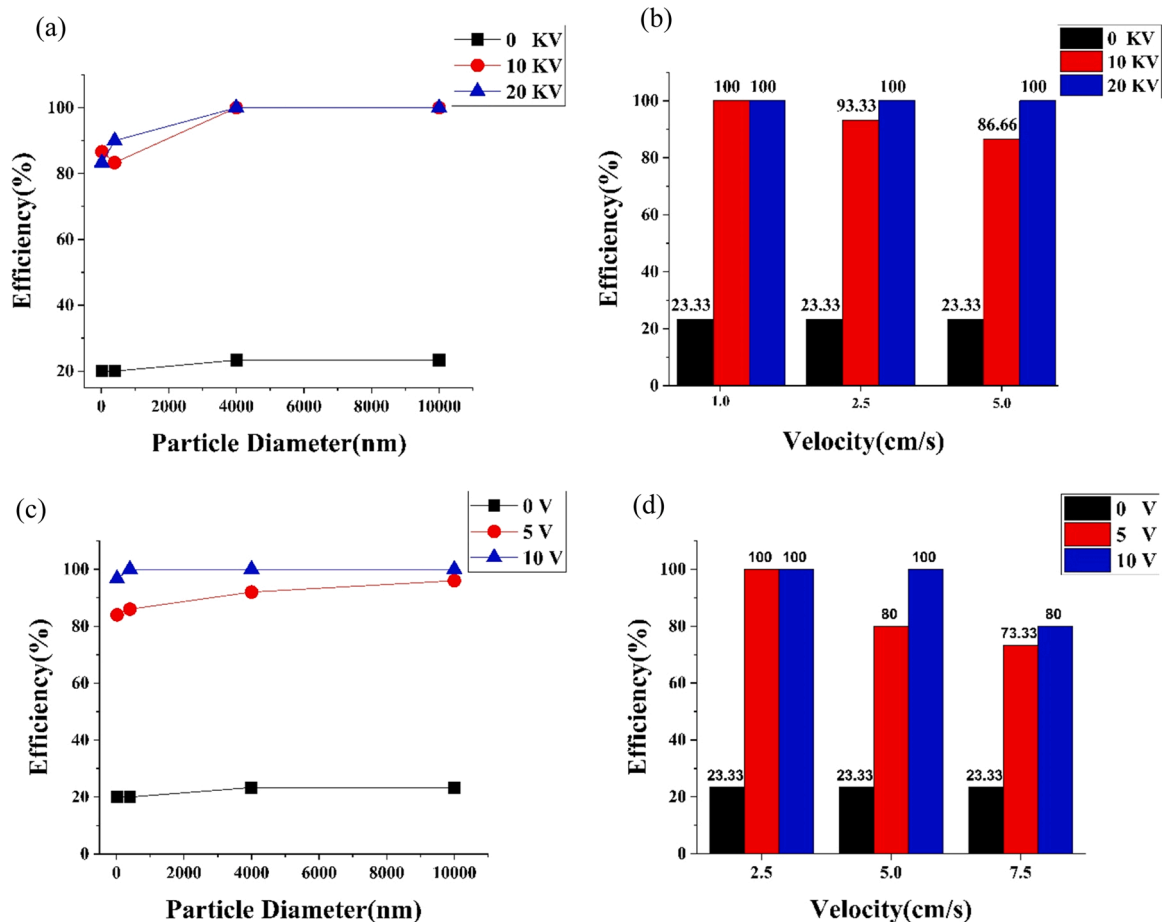 (a)
0 KV
10 KV
20 KV
100
80
60
40
20
Efficiency(%)
0 2000 4000 6000 8000 10000
Particle Diameter(nm)
(b)
0 KV
10 KV
20 KV
100 100 100 100
93.33
86.66
23.33 23.33 23.33
100
80
60
40
20
0
Efficiency(%)
1.0 2.5 5.0
Velocity(cm/s)
(c)
0 V
5 V
10 V
100
80
60
40
20
0
Efficiency(%)
0 2000 4000 6000 8000 10000
Particle Diameter(nm)
(d)
0 V
5 V
10 V
100 100 100
80 80
73.33
23.33 23.33 23.33
100
80
60
40
20
0
Efficiency(%)
2.5 5.0 7.5
Velocity(cm/s)